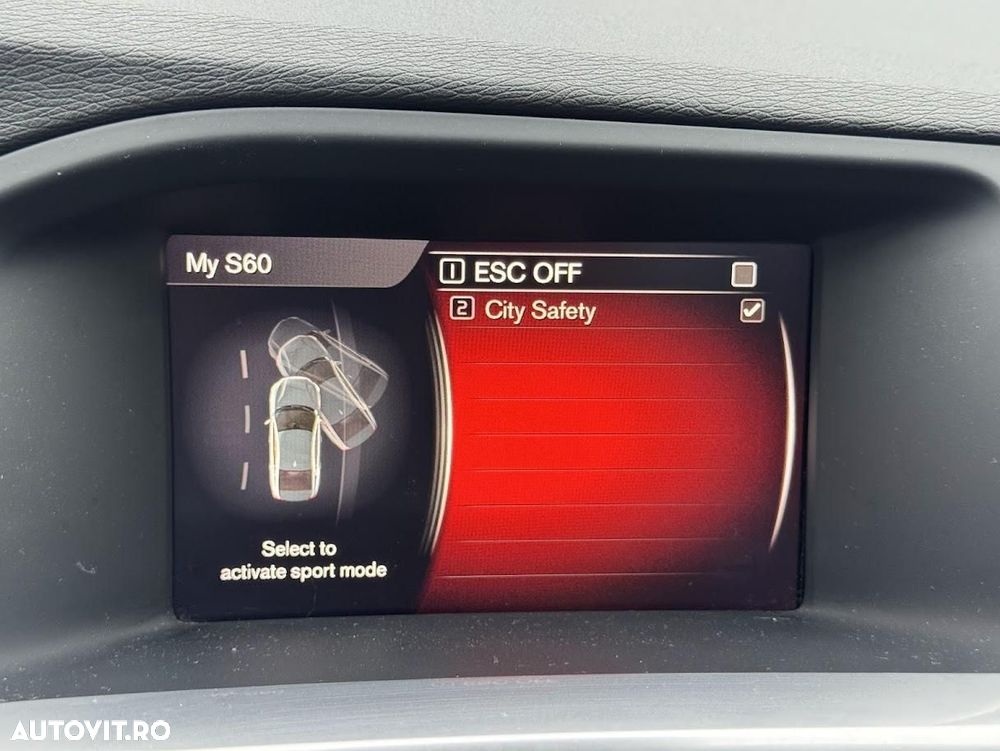 My S60
1 ESC OFF
2 City Safety
Select to
activate sport mode
AUTOVIT.RO